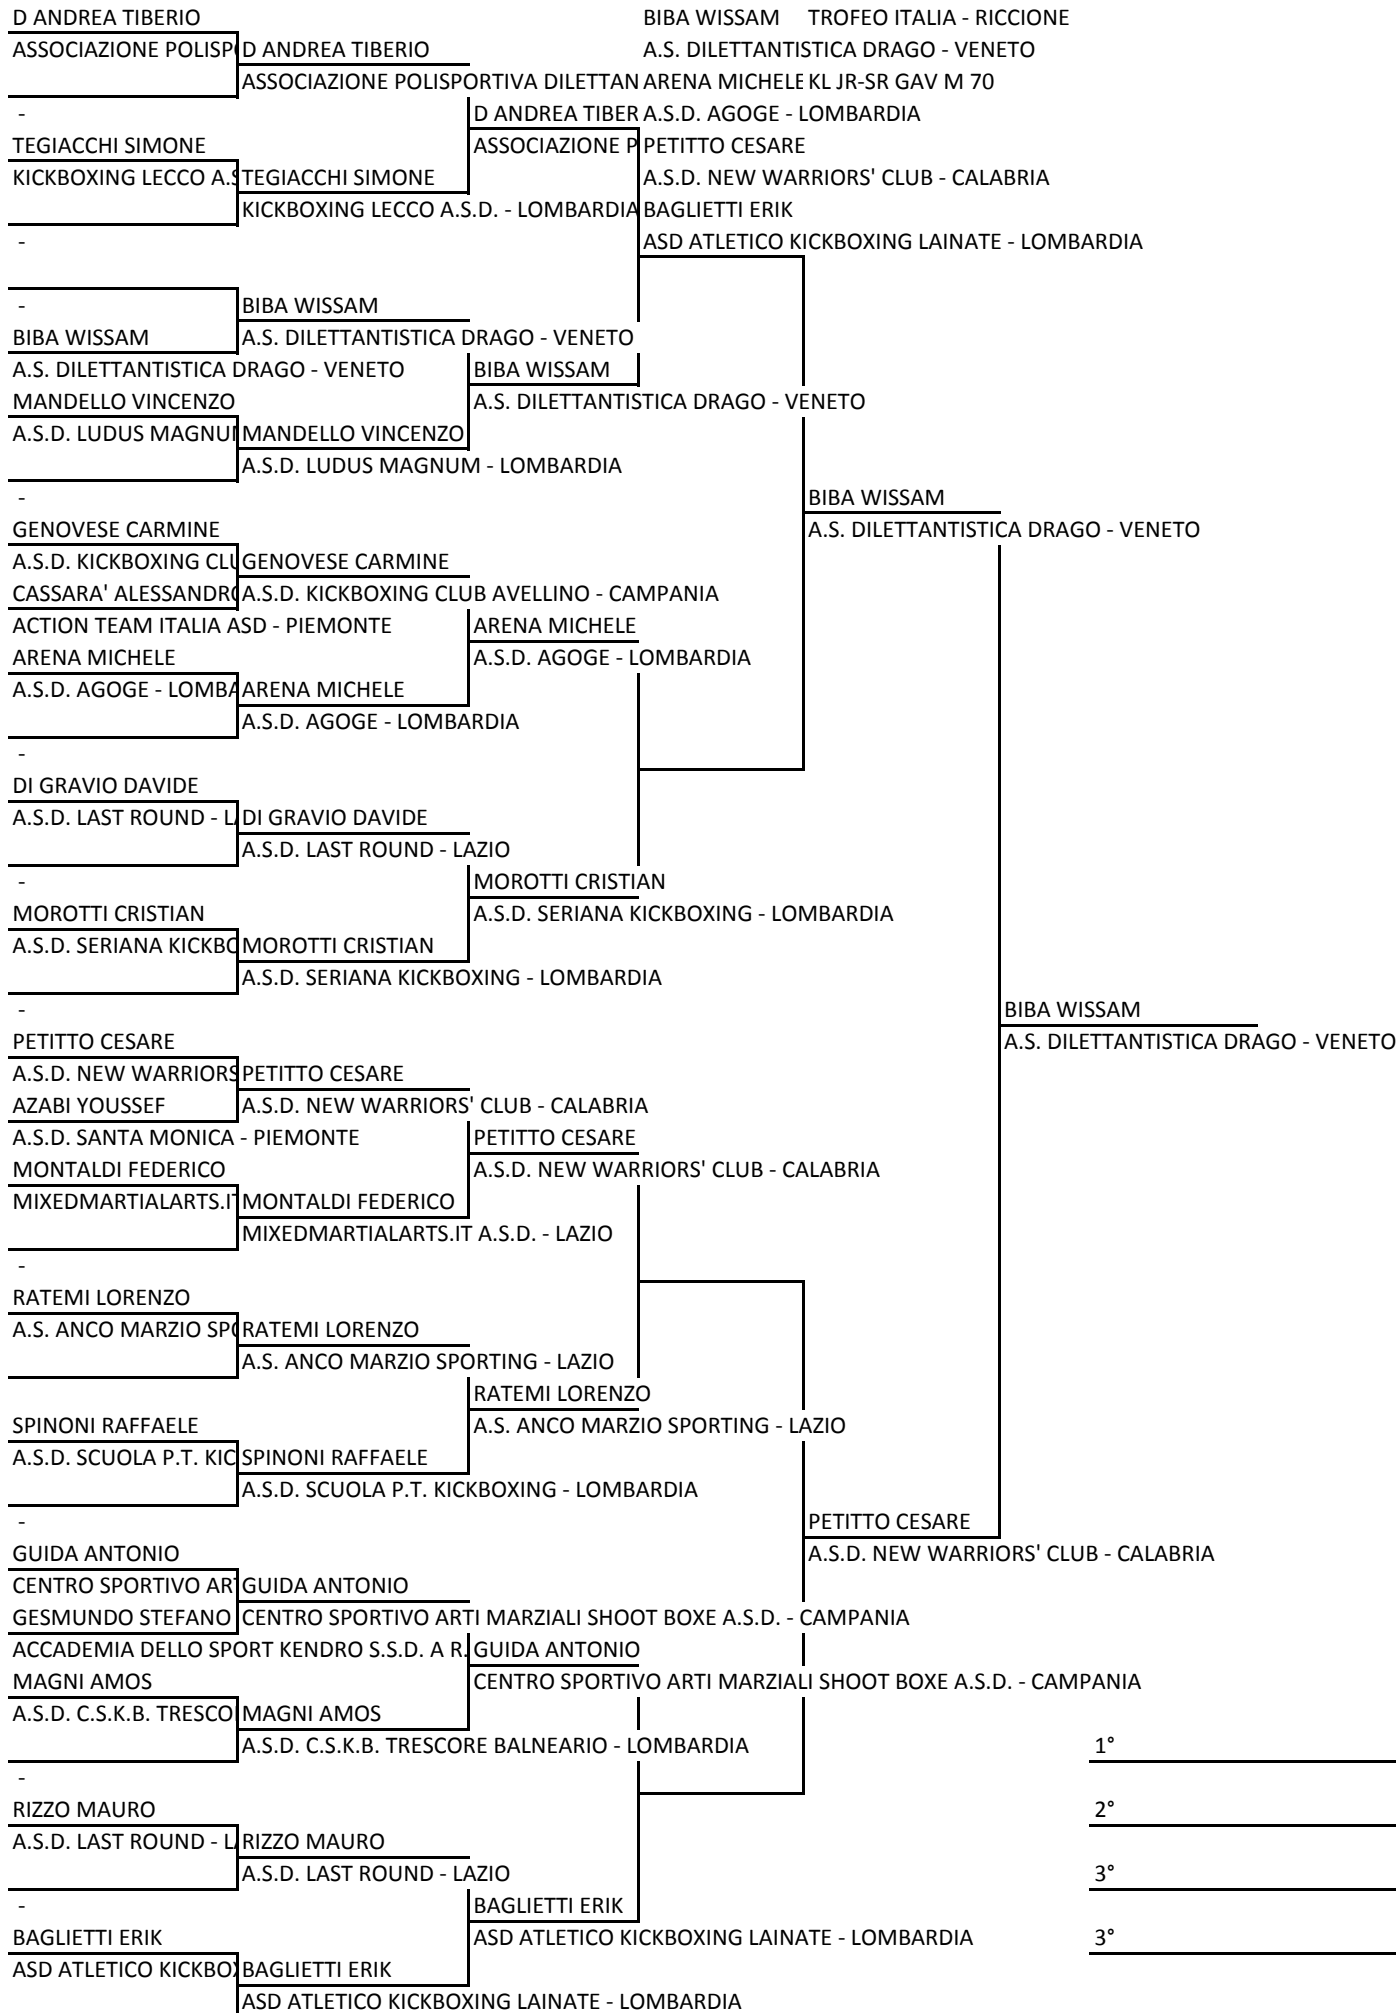 D ANDREA TIBERIO
BIBA WISSAM TROFEO ITALIA - RICCIONE
ASSOCIAZIONE POLISP
D ANDREA TIBERIO
A.S. DILETTANTISTICA DRAGO - VENETO
ASSOCIAZIONE POLISPORTIVA DILETTAN
ARENA MICHELE KL JR-SR GAV M 70
-
D ANDREA TIBER
A.S.D. AGOGE - LOMBARDIA
TEGIACCHI SIMONE
ASSOCIAZIONE P
PETITTO CESARE
KICKBOXING LECCO A.S
TEGIACCHI SIMONE
A.S.D. NEW WARRIORS' CLUB - CALABRIA
KICKBOXING LECCO A.S.D. - LOMBARDIA
BAGLIETTI ERIK
-
ASD ATLETICO KICKBOXING LAINATE - LOMBARDIA
-
BIBA WISSAM
BIBA WISSAM
A.S. DILETTANTISTICA DRAGO - VENETO
A.S. DILETTANTISTICA DRAGO - VENETO
BIBA WISSAM
MANDELLO VINCENZO
A.S. DILETTANTISTICA DRAGO - VENETO
A.S.D. LUDUS MAGNUM
MANDELLO VINCENZO
A.S.D. LUDUS MAGNUM - LOMBARDIA
-
BIBA WISSAM
GENOVESE CARMINE
A.S. DILETTANTISTICA DRAGO - VENETO
A.S.D. KICKBOXING CLU
GENOVESE CARMINE
CASSARA' ALESSANDRO
A.S.D. KICKBOXING CLUB AVELLINO - CAMPANIA
ACTION TEAM ITALIA ASD - PIEMONTE
ARENA MICHELE
ARENA MICHELE
A.S.D. AGOGE - LOMBARDIA
A.S.D. AGOGE - LOMBA
ARENA MICHELE
A.S.D. AGOGE - LOMBARDIA
-
DI GRAVIO DAVIDE
A.S.D. LAST ROUND - LA
DI GRAVIO DAVIDE
A.S.D. LAST ROUND - LAZIO
-
MOROTTI CRISTIAN
MOROTTI CRISTIAN
A.S.D. SERIANA KICKBOXING - LOMBARDIA
A.S.D. SERIANA KICKBO
MOROTTI CRISTIAN
A.S.D. SERIANA KICKBOXING - LOMBARDIA
-
BIBA WISSAM
PETITTO CESARE
A.S. DILETTANTISTICA DRAGO - VENETO
A.S.D. NEW WARRIORS
PETITTO CESARE
AZABI YOUSSEF
A.S.D. NEW WARRIORS' CLUB - CALABRIA
A.S.D. SANTA MONICA - PIEMONTE
PETITTO CESARE
MONTALDI FEDERICO
A.S.D. NEW WARRIORS' CLUB - CALABRIA
MIXEDMARTIALARTS.IT
MONTALDI FEDERICO
MIXEDMARTIALARTS.IT A.S.D. - LAZIO
-
RATEMI LORENZO
A.S. ANCO MARZIO SPO
RATEMI LORENZO
A.S. ANCO MARZIO SPORTING - LAZIO
RATEMI LORENZO
SPINONI RAFFAELE
A.S. ANCO MARZIO SPORTING - LAZIO
A.S.D. SCUOLA P.T. KIC
SPINONI RAFFAELE
A.S.D. SCUOLA P.T. KICKBOXING - LOMBARDIA
-
PETITTO CESARE
GUIDA ANTONIO
A.S.D. NEW WARRIORS' CLUB - CALABRIA
CENTRO SPORTIVO ART
GUIDA ANTONIO
GESMUNDO STEFANO
CENTRO SPORTIVO ARTI MARZIALI SHOOT BOXE A.S.D. - CAMPANIA
ACCADEMIA DELLO SPORT KENDRO S.S.D. A R.
GUIDA ANTONIO
MAGNI AMOS
CENTRO SPORTIVO ARTI MARZIALI SHOOT BOXE A.S.D. - CAMPANIA
A.S.D. C.S.K.B. TRESCO
MAGNI AMOS
A.S.D. C.S.K.B. TRESCORE BALNEARIO - LOMBARDIA
1°
-
RIZZO MAURO
2°
A.S.D. LAST ROUND - LA
RIZZO MAURO
A.S.D. LAST ROUND - LAZIO
3°
-
BAGLIETTI ERIK
BAGLIETTI ERIK
ASD ATLETICO KICKBOXING LAINATE - LOMBARDIA
3°
ASD ATLETICO KICKBOX
BAGLIETTI ERIK
ASD ATLETICO KICKBOXING LAINATE - LOMBARDIA